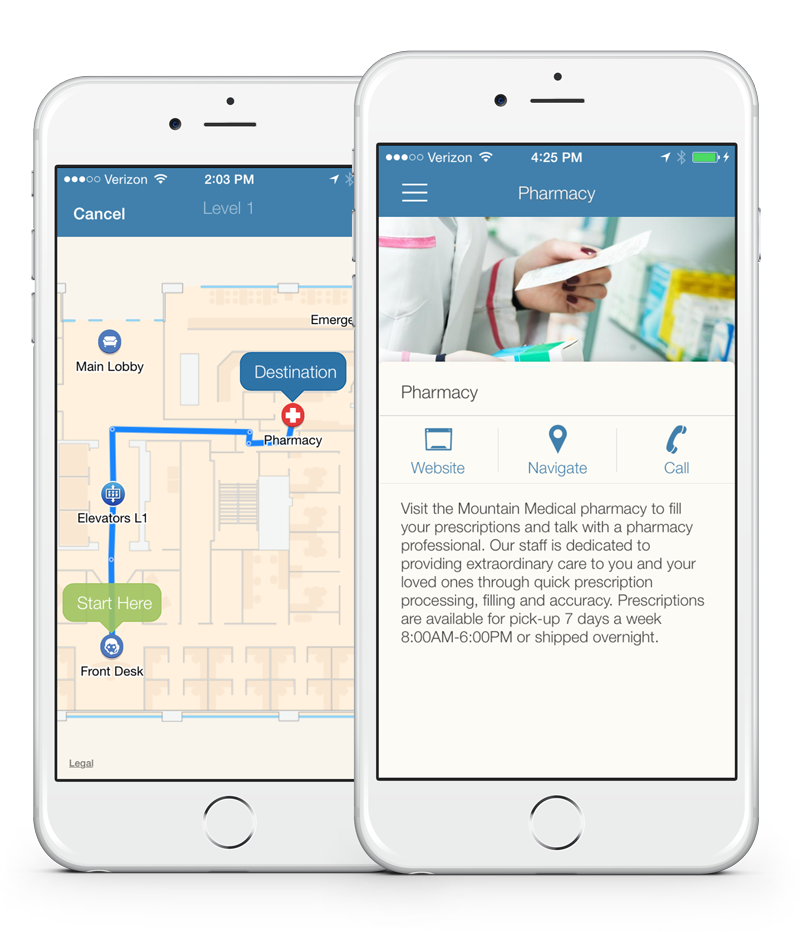 Verizon 2:03 PM
Cancel
Level 1
Emerge
Main Lobby
Destination
Pharmacy
Elevators L1
Start Here
Front Desk
Legal
Verizon 4:25 PM
Pharmacy
Pharmacy
Website Navigate Call
Visit the Mountain Medical pharmacy to fill
your prescriptions and talk with a pharmacy
professional. Our staff is dedicated to
providing extraordinary care to you and your
loved ones through quick prescription
processing, filling and accuracy. Prescriptions
are available for pick-up 7 days a week
8:00AM-6:00PM or shipped overnight.